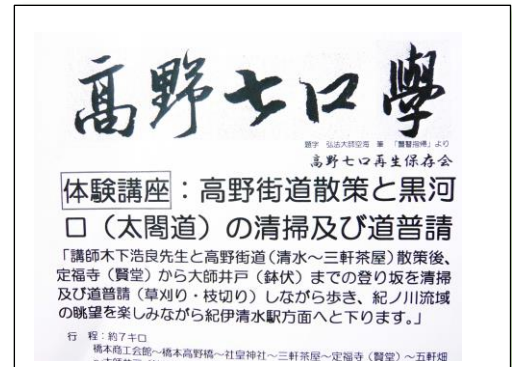 高野七口學
題字 弘法大師空海 筆 「聾瞽指帰」より
高野七口再生保存会
体験講座：高野街道散策と黒河
口（太閤道）の清掃及び道普請
「講師木下浩良先生と高野街道（清水～三軒茶屋）散策後、
定福寺（賢堂）から大師井戸（鉢伏）までの登り坂を清掃
及び道普請（草刈り・枝切り）しながら歩き、紀ノ川流域
の眺望を楽しみながら紀伊清水駅方面へと下ります。」
行 程：約７キロ
橋本商工会館～橋本高野橋～社皇神社～三軒茶屋～定福寺（賢堂）～五軒畑